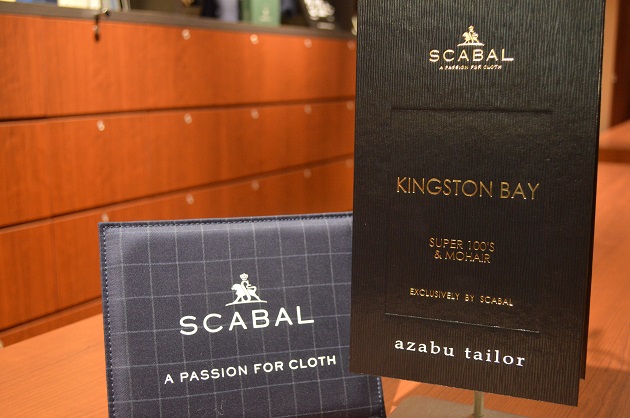 SCABAL
A PASSION FOR CLOTH
KINGSTON BAY
SUPER 100'S
& MOHAIR
EXCLUSIVELY BY SCABAL
azabu tailor
SCABAL
A PASSION FOR CLOTH